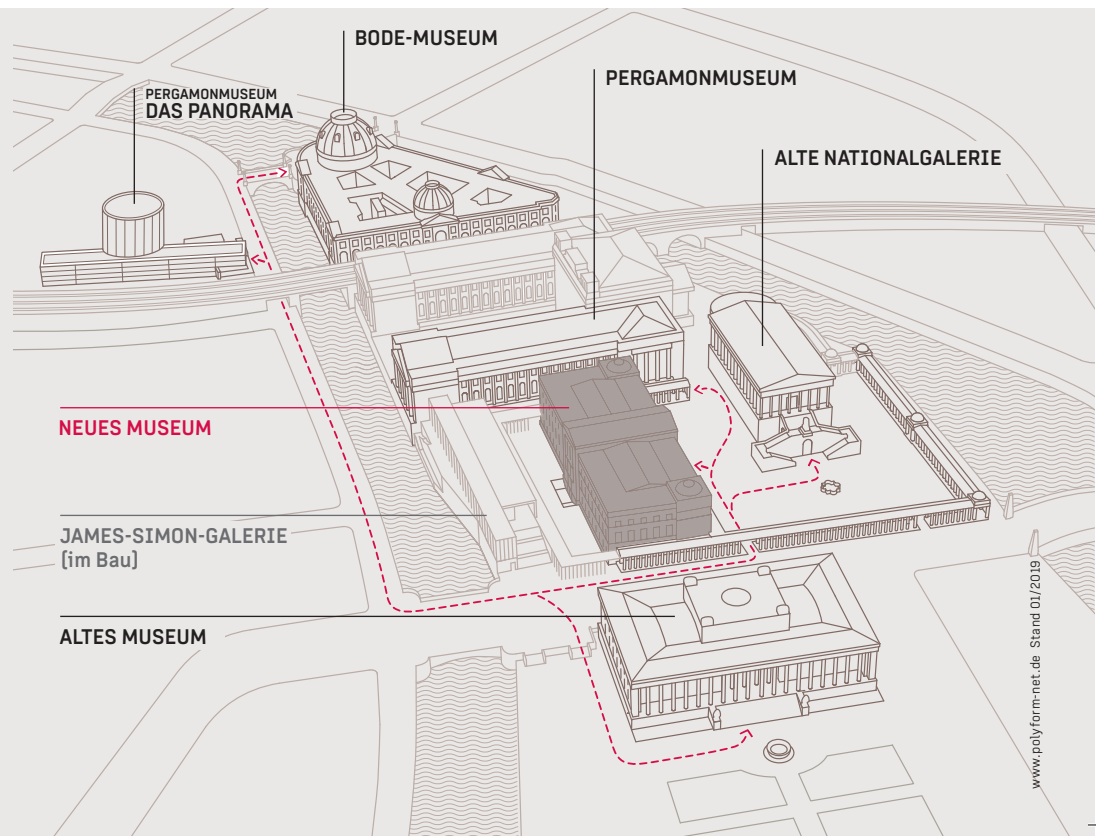 BODE-MUSEUM
PERGAMONMUSEUM
PERGAMONMUSEUM
DAS PANORAMA
ALTE NATIONALGALERIE
NEUES MUSEUM
JAMES-SIMON-GALERIE
(im Bau)
ALTES MUSEUM
www.polyform-net.de Stand 01/2019